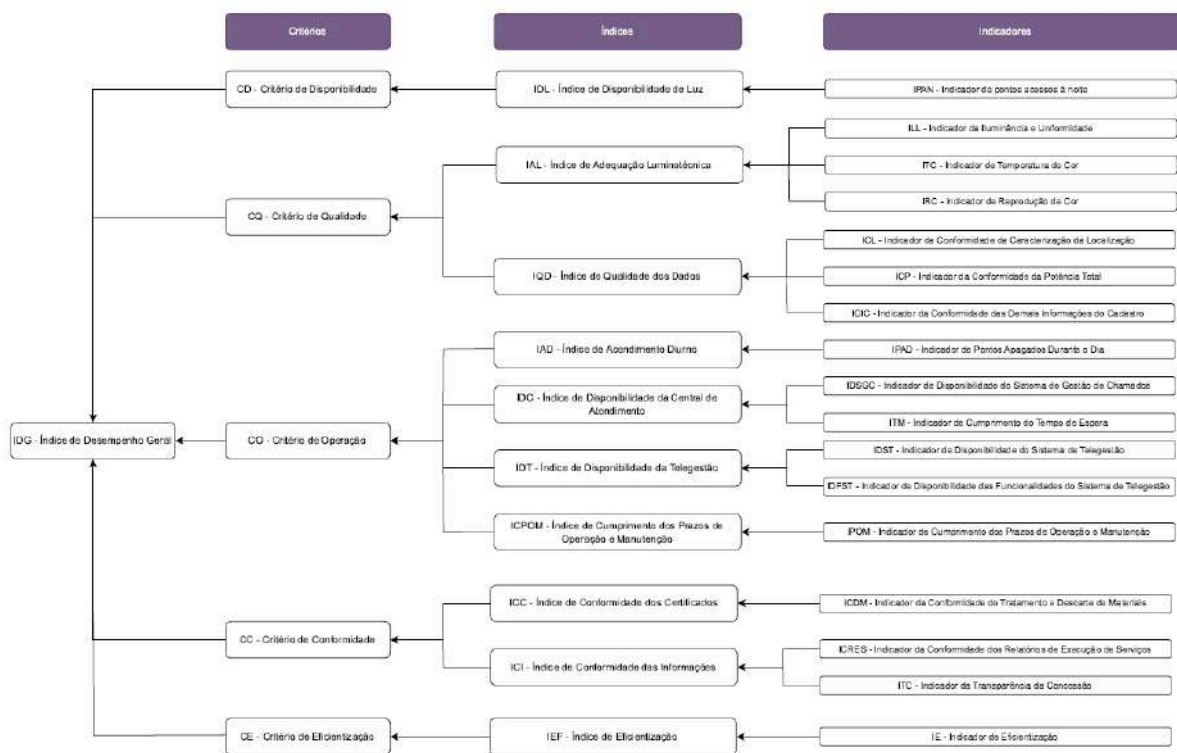 Critérios
Índices
Indicadores
CD - Critério de Disponibilidade
IDL - Índice de Disponibilidade de Luz
IPAN - Indicador de pontos acessos à noite
ILL - Indicador da Iluminância e Uniformidade
IAL - Índice de Adequação Luminotécnica
ITC - Indicador de Temperatura de Cor
IRC - Indicador de Reprodução de Cor
CQ - Critério de Qualidade
ICL - Indicador da Conformidade de Caracterização da Localização
IQD - Índice de Qualidade dos Dados
ICP - Indicador da Conformidade da Potência Total
ICIC - Indicador da Conformidade das Demais Informações do Cadastro
IAD - Índice de Acendimento Diurno
IPAD - Indicador de Pontos Apagados Durante o Dia
IDSGC - Indicador de Disponibilidade do Sistema de Gestão de Chamados
IDC - Índice de Disponibilidade da Central de
Atendimento
ITM - Indicador de Cumprimento do Tempo de Espera
IDG - Índice de Desempenho Geral
CO - Critério de Operação
IDST - Indicador de Disponibilidade do Sistema de Telegestão
IDT - Índice de Disponibilidade da Telegestão
IDFST - Indicador de Disponibilidade das Funcionalidades do Sistema de Telegestão
ICPOM - Índice de Cumprimento dos Prazos de
Operação e Manutenção
IPOM - Indicador de Cumprimento dos Prazos de Operação e Manutenção
ICC - Índice de Conformidade dos Certificados
ICDM - Indicador da Conformidade do Tratamento e Descarte de Materiais
CC - Critério de Conformidade
ICRES - Indicador da Conformidade dos Relatórios de Execução de Serviços
ICI - Índice de Conformidade das Informações
ITC - Indicador da Transparência da Concessão
CE - Critério de Eficientização
IEF - Índice de Eficientização
IE - Indicador de Eficientização